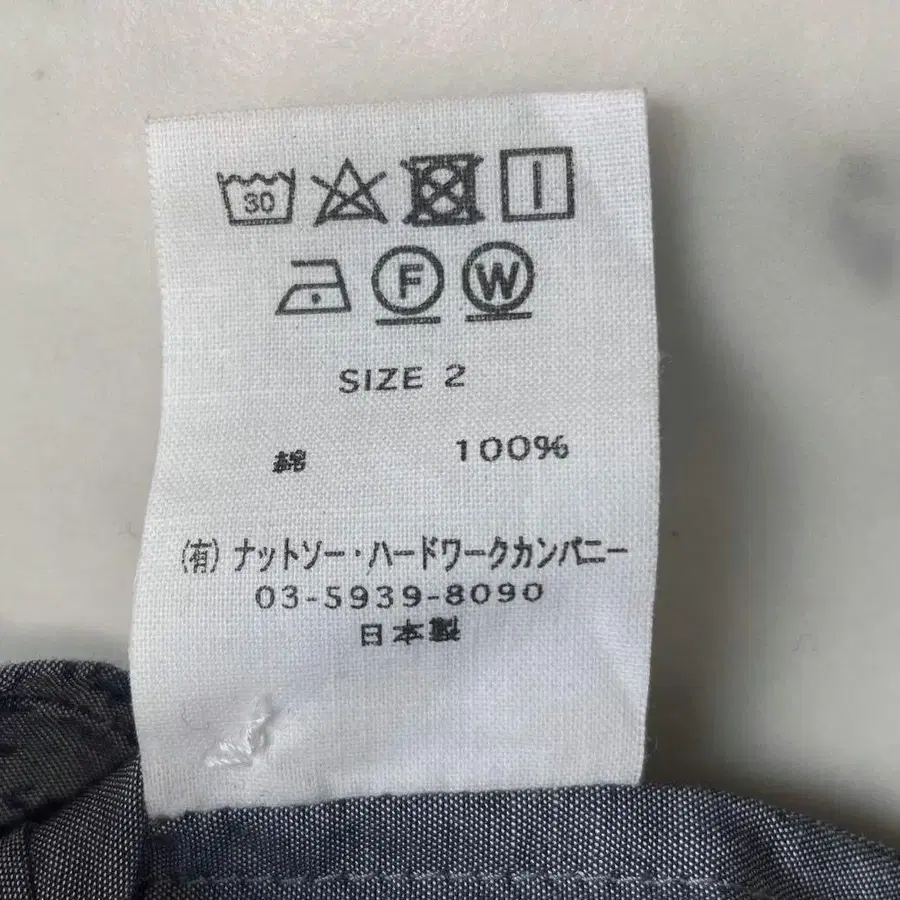 30
F W
SIZE 2
綿 100%
(有) ナットソー・ハードワークカンパニー
03-5939-8090
日本製